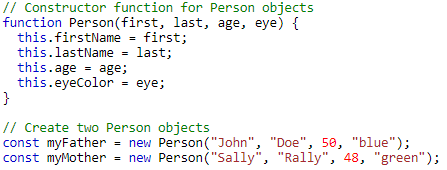 // Constructor function for Person objects
function Person(first, last, age, eye) {
  this.firstName = first;
  this.lastName = last;
  this.age = age;
  this.eyeColor = eye;
}

// Create two Person objects
const myFather = new Person("John", "Doe", 50, "blue");
const myMother = new Person("Sally", "Rally", 48, "green");